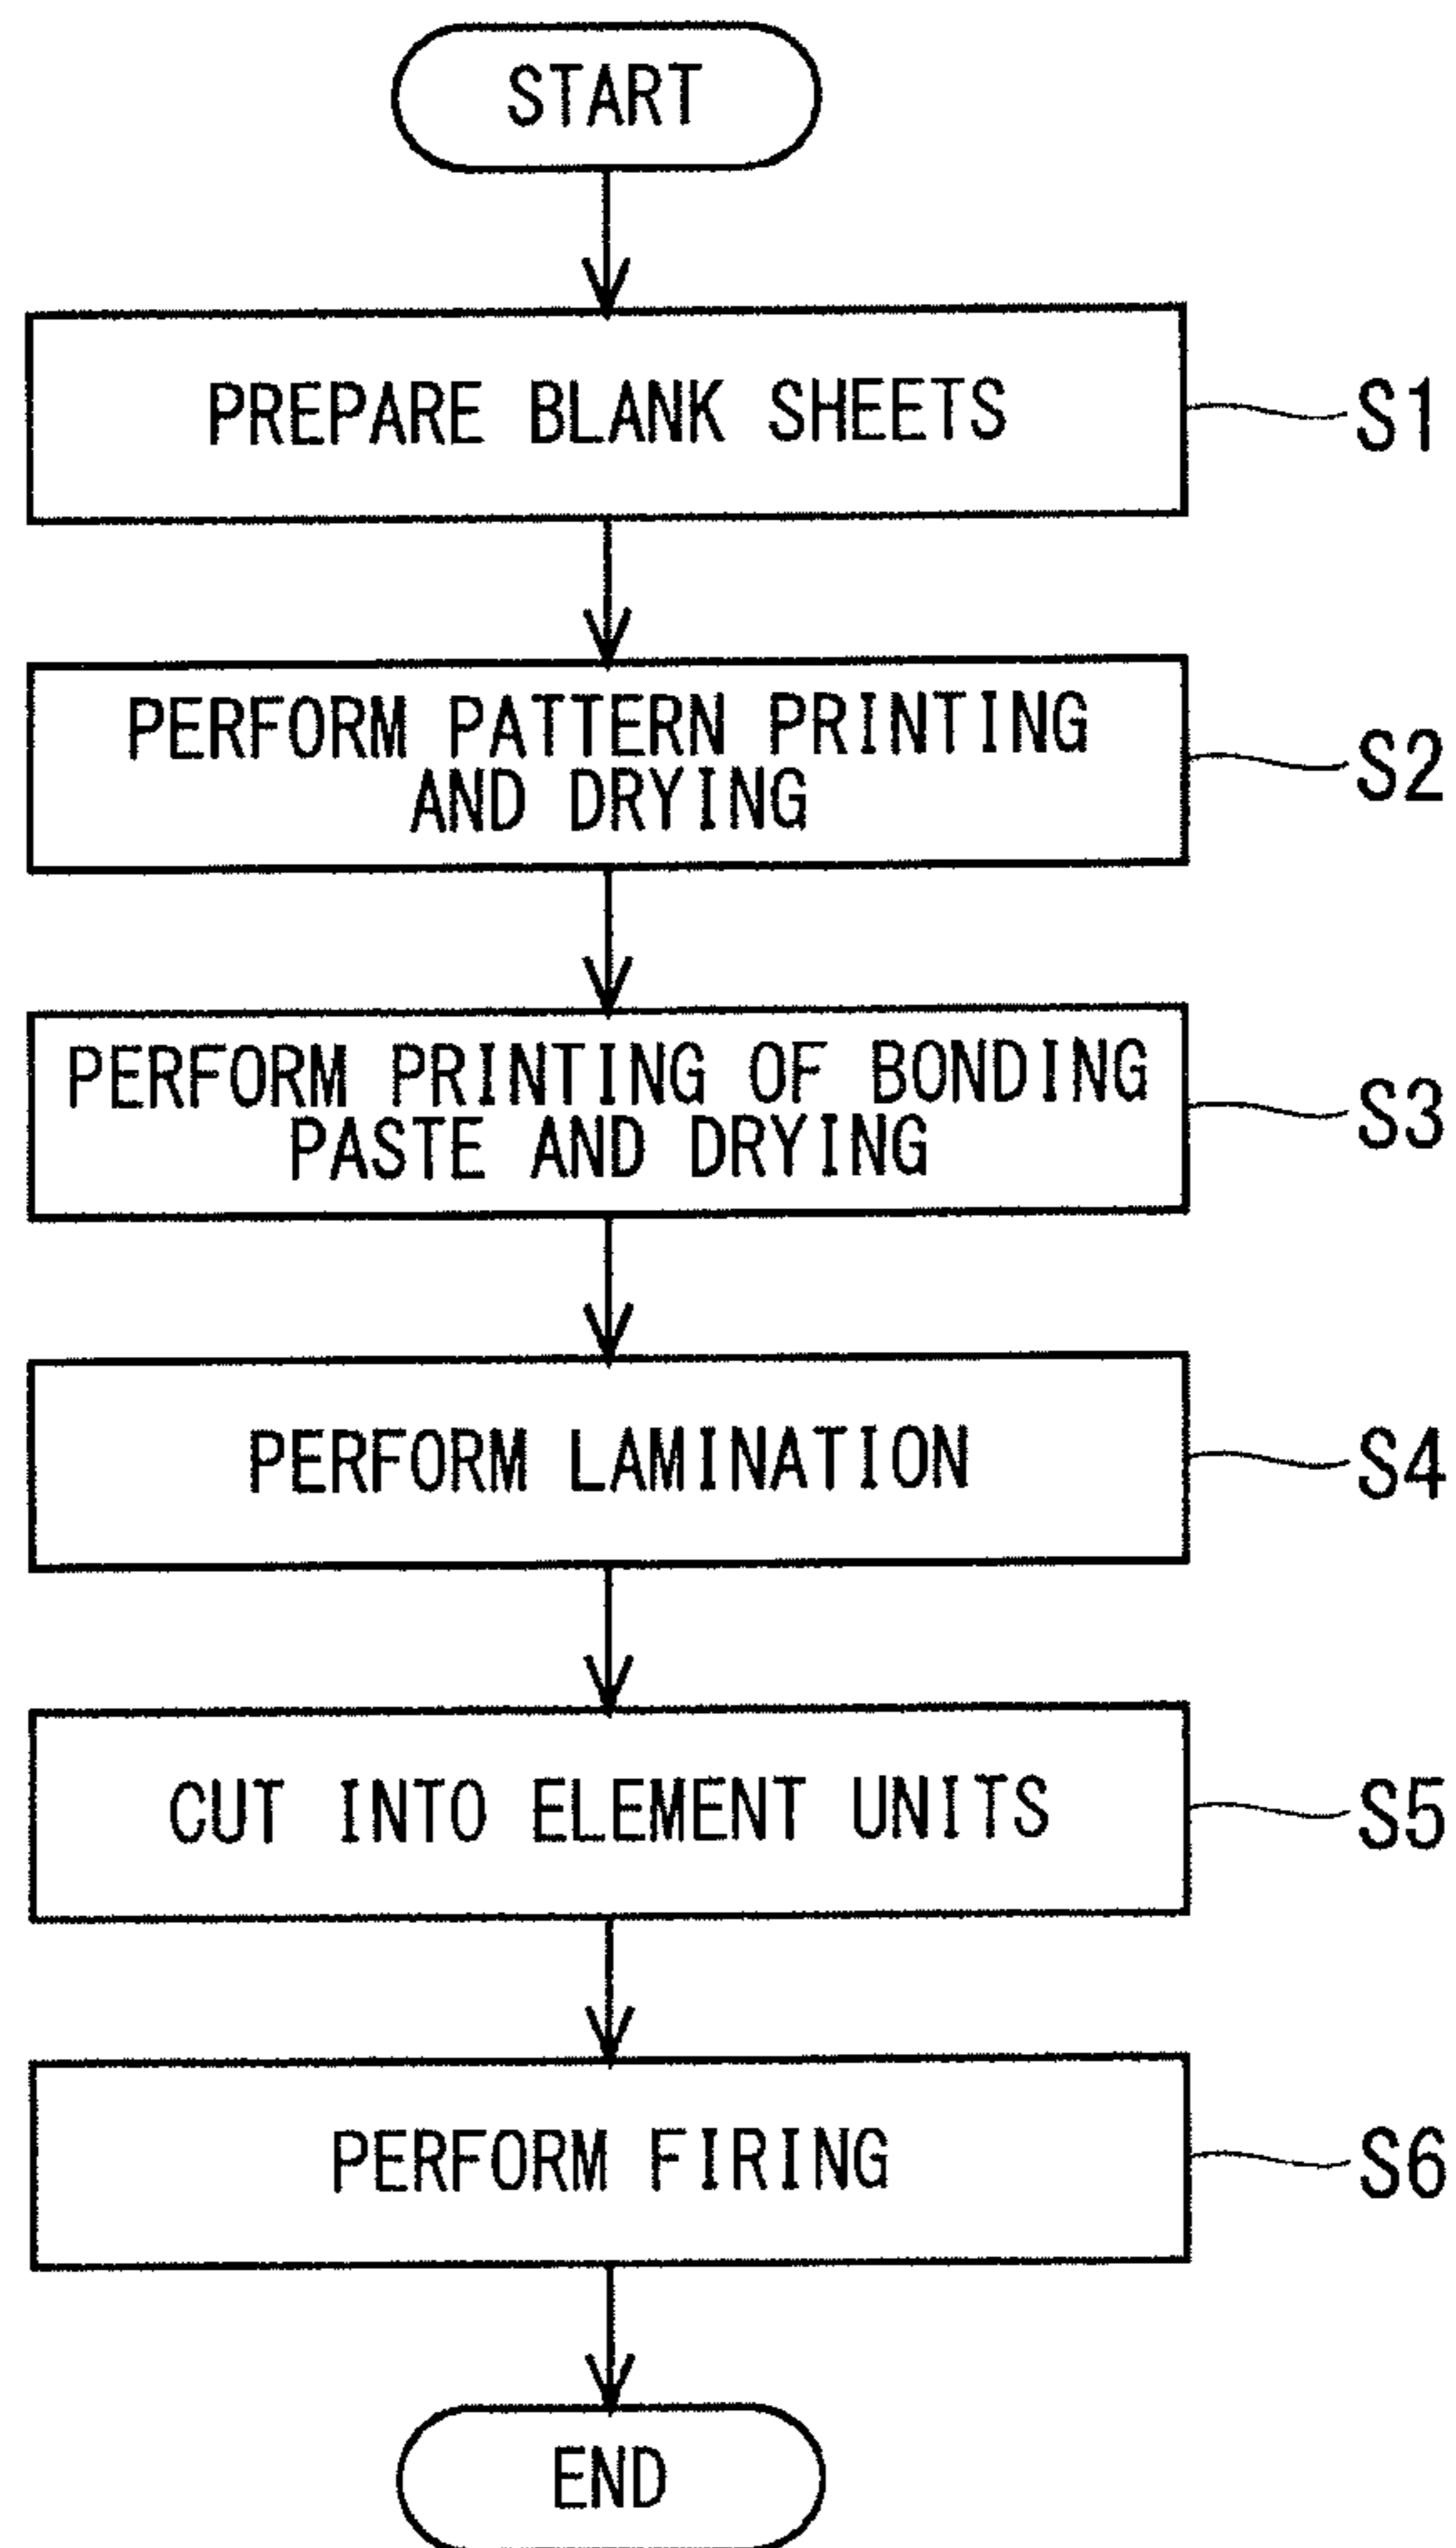 START
PREPARE BLANK SHEETS
S1
PERFORM PATTERN PRINTING
AND DRYING
S2
PERFORM PRINTING OF BONDING
PASTE AND DRYING
S3
PERFORM LAMINATION
S4
CUT INTO ELEMENT UNITS
S5
PERFORM FIRING
S6
END